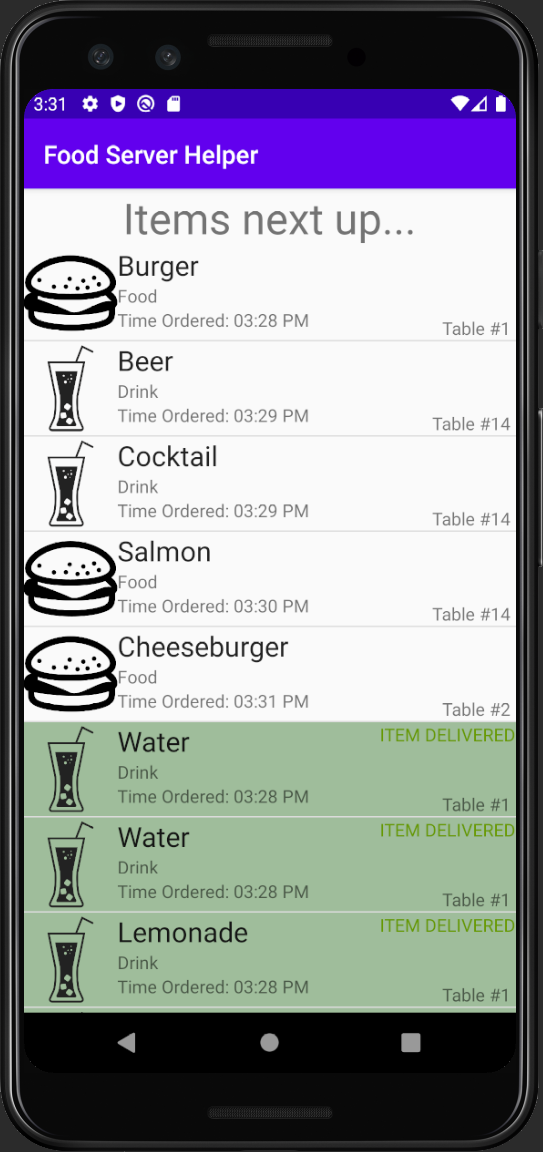 3:31
Food Server Helper
Items next up...
Burger
Food
Time Ordered: 03:28 PM
Table #1
Beer
Drink
Time Ordered: 03:29 PM
Table #14
Cocktail
Drink
Time Ordered: 03:29 PM
Table #14
Salmon
Food
Time Ordered: 03:30 PM
Table #14
Cheeseburger
Food
Time Ordered: 03:31 PM
Table #2
ITEM DELIVERED
Water
Drink
Time Ordered: 03:28 PM
Table #1
ITEM DELIVERED
Water
Drink
Time Ordered: 03:28 PM
Table #1
ITEM DELIVERED
Lemonade
Drink
Time Ordered: 03:28 PM
Table #1